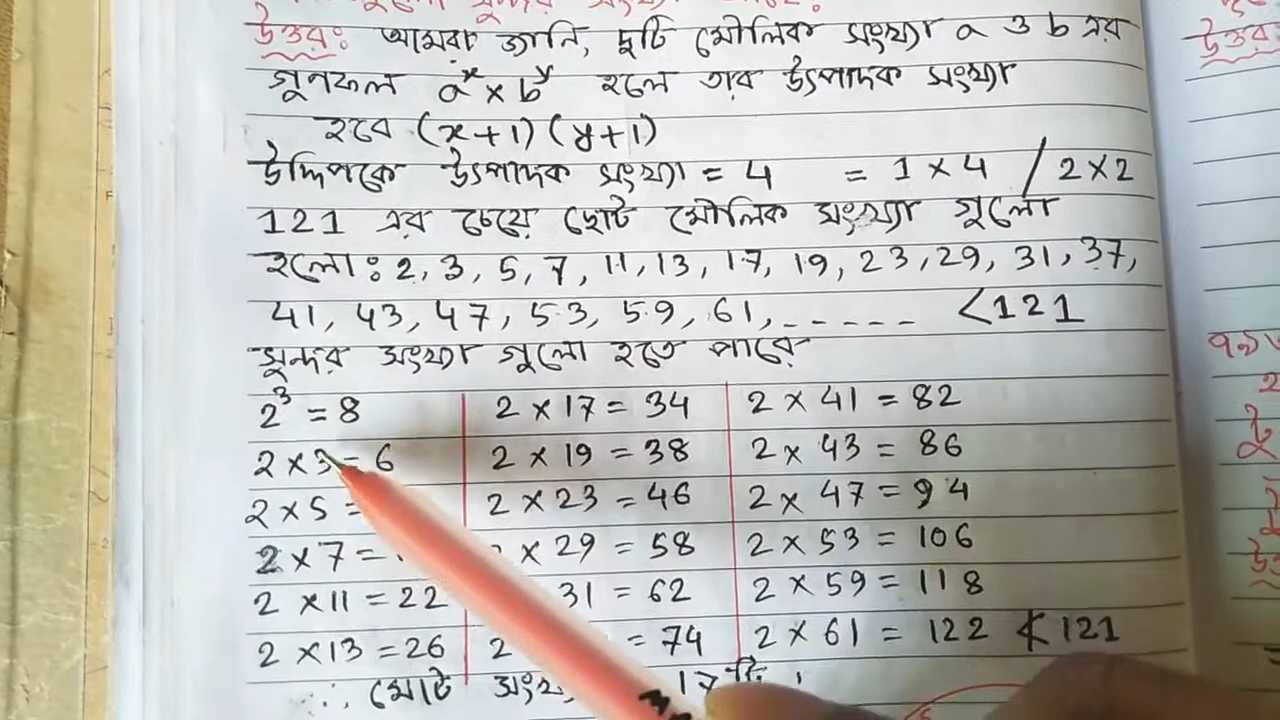 উত্তরঃ আমরা জানি, দুটি মৌলিক সংখ্যা a ও b এর
গুণফল a^x × b^y হলে তার উৎপাদক সংখ্যা
হবে (x+1)(y+1)
উদ্দিপকে উৎপাদক সংখ্যা = 4 = 1 × 4 / 2 × 2
121 এর চেয়ে ছোট মৌলিক সংখ্যা গুলো
হলোঃ 2, 3, 5, 7, 11, 13, 17, 19, 23, 29, 31, 37,
41, 43, 47, 53, 59, 61, - - - - - < 121
সুন্দর সংখ্যা গুলো হতে পারে
2³ = 8
2 × 3 = 6
2 × 5 =
2 × 7 =
2 × 11 = 22
2 × 13 = 26
2 × 17 = 34
2 × 19 = 38
2 × 23 = 46
× 29 = 58
31 = 62
2 = 74
2 × 41 = 82
2 × 43 = 86
2 × 47 = 94
2 × 53 = 106
2 × 59 = 118
2 × 61 = 122 ≮ 121
∴ মোট 17 টি।
উত্তর